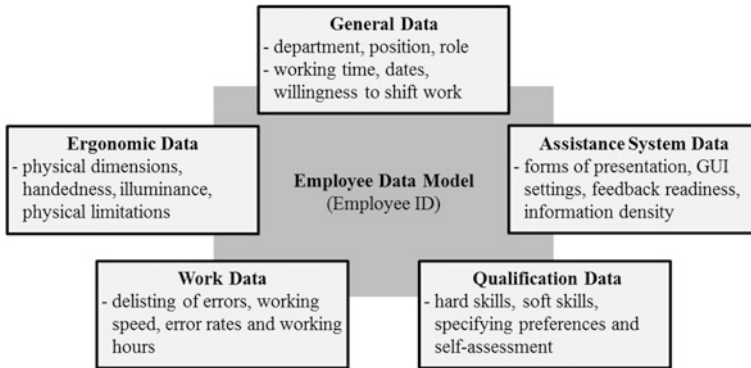 General Data
- department, position, role
- working time, dates,
willingness to shift work
Ergonomic Data
- physical dimensions,
handedness, illuminance,
physical limitations
Employee Data Model
(Employee ID)
Assistance System Data
- forms of presentation, GUI
settings, feedback readiness,
information density
Work Data
- delisting of errors, working
speed, error rates and working
hours
Qualification Data
- hard skills, soft skills,
specifying preferences and
self-assessment